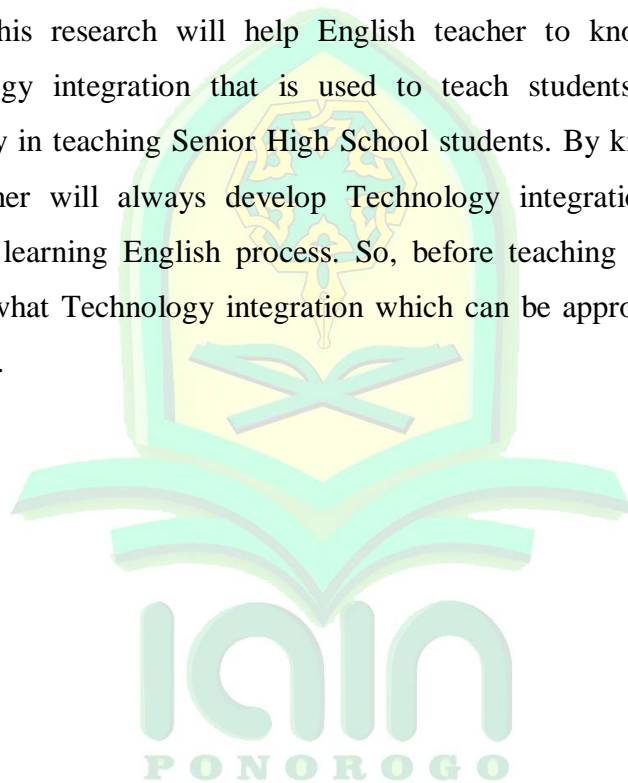 his research will help English teacher to kno
gy integration that is used to teach students
y in teaching Senior High School students. By k
her will always develop Technology integratio
learning English process. So, before teaching
what Technology integration which can be appro
.
iain
PONOROGO